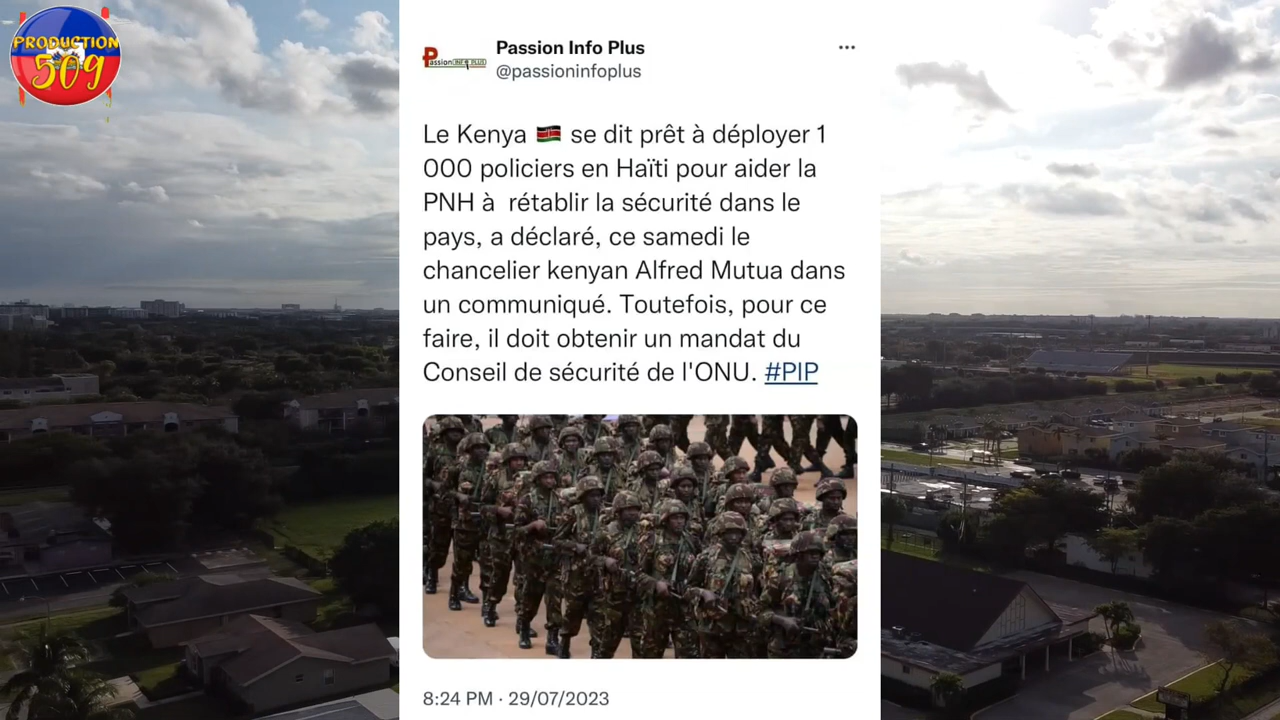 PRODUCTION
509
Passion INFO PLUS
Passion Info Plus
@passioninfoplus
Le Kenya 🇰🇪 se dit prêt à déployer 1
000 policiers en Haïti pour aider la
PNH à rétablir la sécurité dans le
pays, a déclaré, ce samedi le
chancelier kenyan Alfred Mutua dans
un communiqué. Toutefois, pour ce
faire, il doit obtenir un mandat du
Conseil de sécurité de l'ONU. #PIP
8:24 PM · 29/07/2023